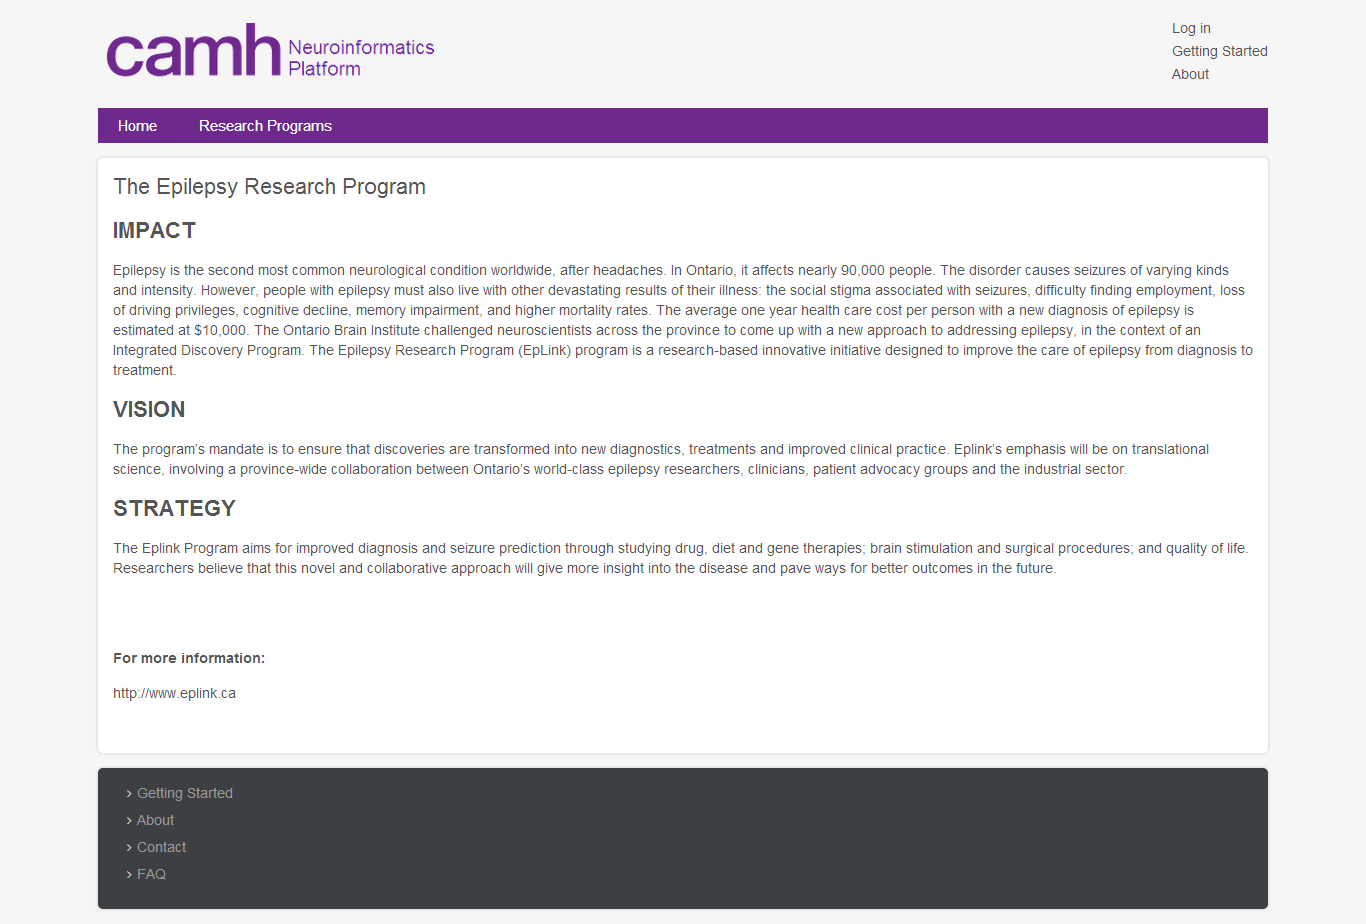 camh Neuroinformatics
Platform
Log in
Getting Started
About
Home
Research Programs
The Epilepsy Research Program
IMPACT
Epilepsy is the second most common neurological condition worldwide, after headaches. In Ontario, it affects nearly 90,000 people. The disorder causes seizures of varying kinds
and intensity. However, people with epilepsy must also live with other devastating results of their illness: the social stigma associated with seizures, difficulty finding employment, loss
of driving privileges, cognitive decline, memory impairment, and higher mortality rates. The average one year health care cost per person with a new diagnosis of epilepsy is
estimated at $10,000. The Ontario Brain Institute challenged neuroscientists across the province to come up with a new approach to addressing epilepsy, in the context of an
Integrated Discovery Program. The Epilepsy Research Program (EpLink) program is a research-based innovative initiative designed to improve the care of epilepsy from diagnosis to
treatment.
VISION
The program’s mandate is to ensure that discoveries are transformed into new diagnostics, treatments and improved clinical practice. Eplink’s emphasis will be on translational
science, involving a province-wide collaboration between Ontario’s world-class epilepsy researchers, clinicians, patient advocacy groups and the industrial sector.
STRATEGY
The Eplink Program aims for improved diagnosis and seizure prediction through studying drug, diet and gene therapies; brain stimulation and surgical procedures; and quality of life.
Researchers believe that this novel and collaborative approach will give more insight into the disease and pave ways for better outcomes in the future.
For more information:
http://www.eplink.ca
› Getting Started
› About
› Contact
› FAQ